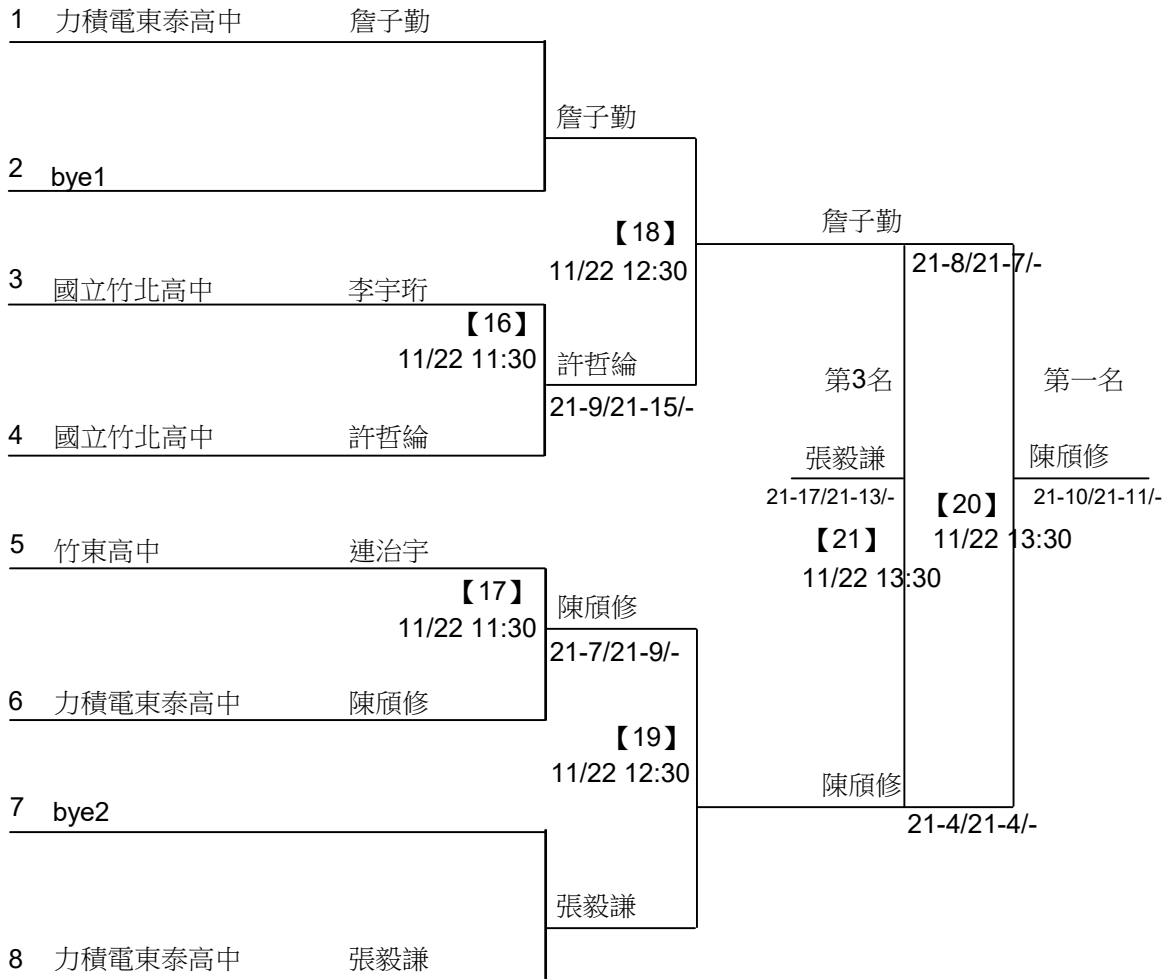 1 力積電東泰高中 詹子勤
詹子勤
2 bye1
詹子勤
【18】
21-8/21-7/-
11/22 12:30
3 國立竹北高中 李宇珩
【16】
11/22 11:30
許哲綸
第3名
第一名
21-9/21-15/-
4 國立竹北高中 許哲綸
張毅謙
陳頎修
21-17/21-13/-
【20】
21-10/21-11/-
5 竹東高中 連治宇
【21】
11/22 13:30
11/22 13:30
【17】
陳頎修
11/22 11:30
21-7/21-9/-
6 力積電東泰高中 陳頎修
【19】
11/22 12:30
陳頎修
7 bye2
21-4/21-4/-
張毅謙
8 力積電東泰高中 張毅謙